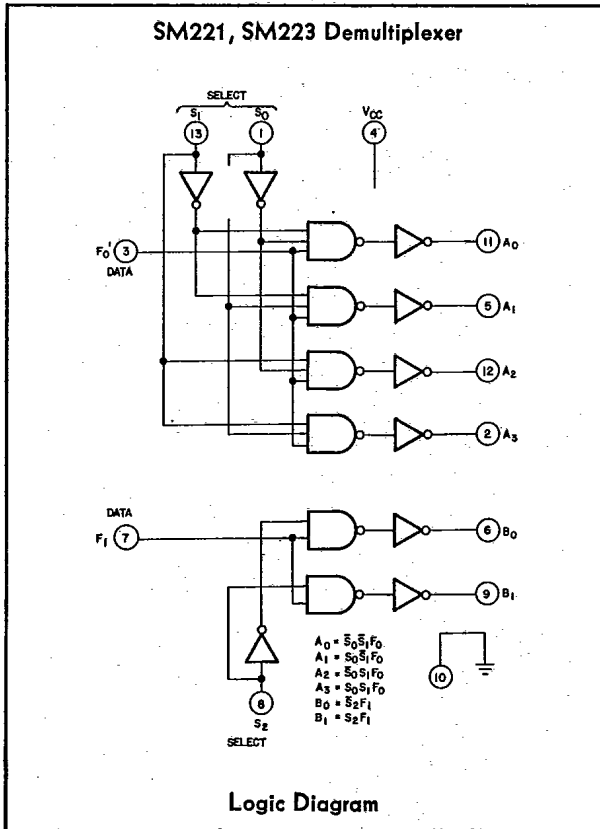 SM221, SM223 Demultiplexer
SELECT
S₁ S₀ VCC
13 1 4
F₀' 3
DATA
11 A₀
5 A₁
12 A₂
2 A₃
DATA
F₁ 7
6 B₀
9 B₁
A₀ = S̅₀S̅₁F₀
A₁ = S₀S̅₁F₀
A₂ = S̅₀S₁F₀
A₃ = S₀S₁F₀
B₀ = S̅₂F₁
B₁ = S₂F₁
10
8
S₂
SELECT
Logic Diagram